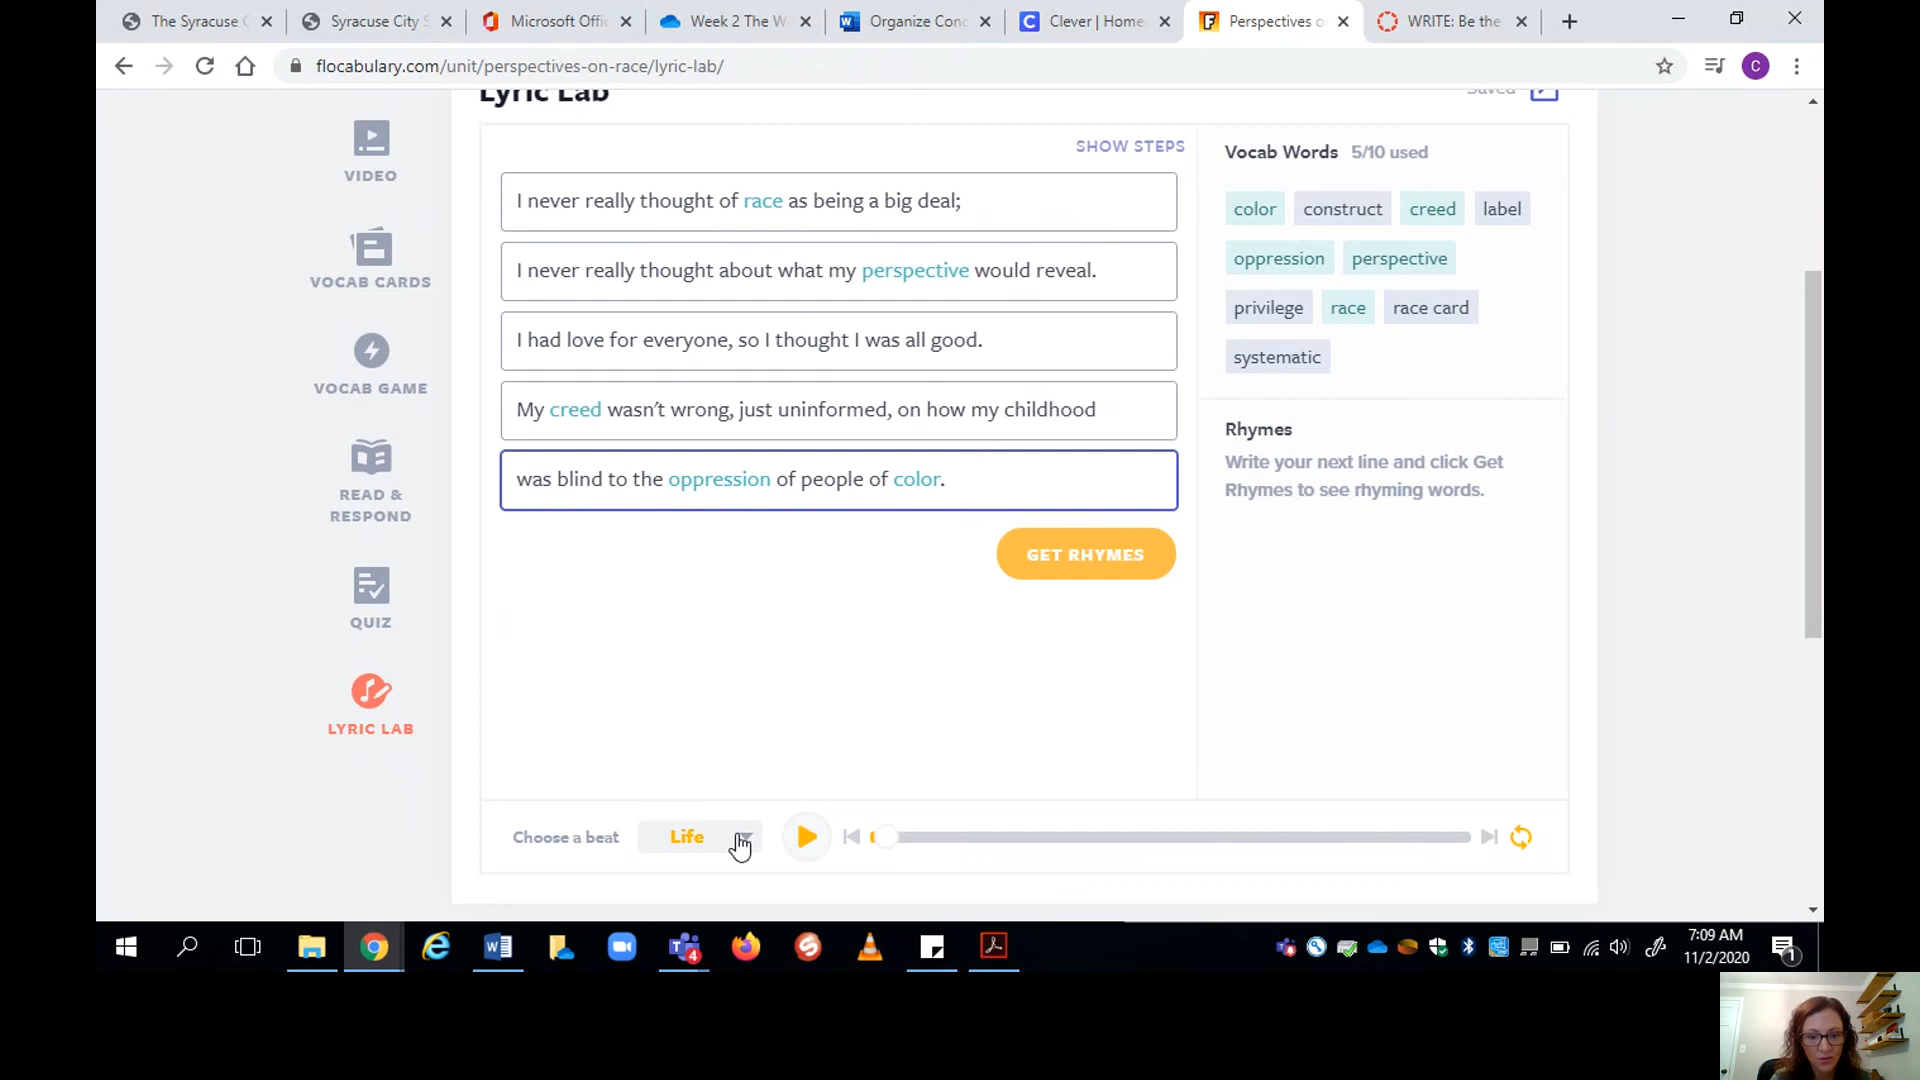 The Syracuse C
Syracuse City S
Microsoft Offic
Week 2 The W
Organize Conc
Clever | Home
Perspectives o
WRITE: Be the
flocabulary.com/unit/perspectives-on-race/lyric-lab/
C
Lyric Lab
Saved
VIDEO
VOCAB CARDS
VOCAB GAME
READ &
RESPOND
QUIZ
LYRIC LAB
SHOW STEPS
I never really thought of race as being a big deal;
I never really thought about what my perspective would reveal.
I had love for everyone, so I thought I was all good.
My creed wasn't wrong, just uninformed, on how my childhood
was blind to the oppression of people of color.
GET RHYMES
Vocab Words 5/10 used
color construct creed label
oppression perspective
privilege race race card
systematic
Rhymes
Write your next line and click Get
Rhymes to see rhyming words.
Choose a beat Life
4
7:09 AM
11/2/2020
1